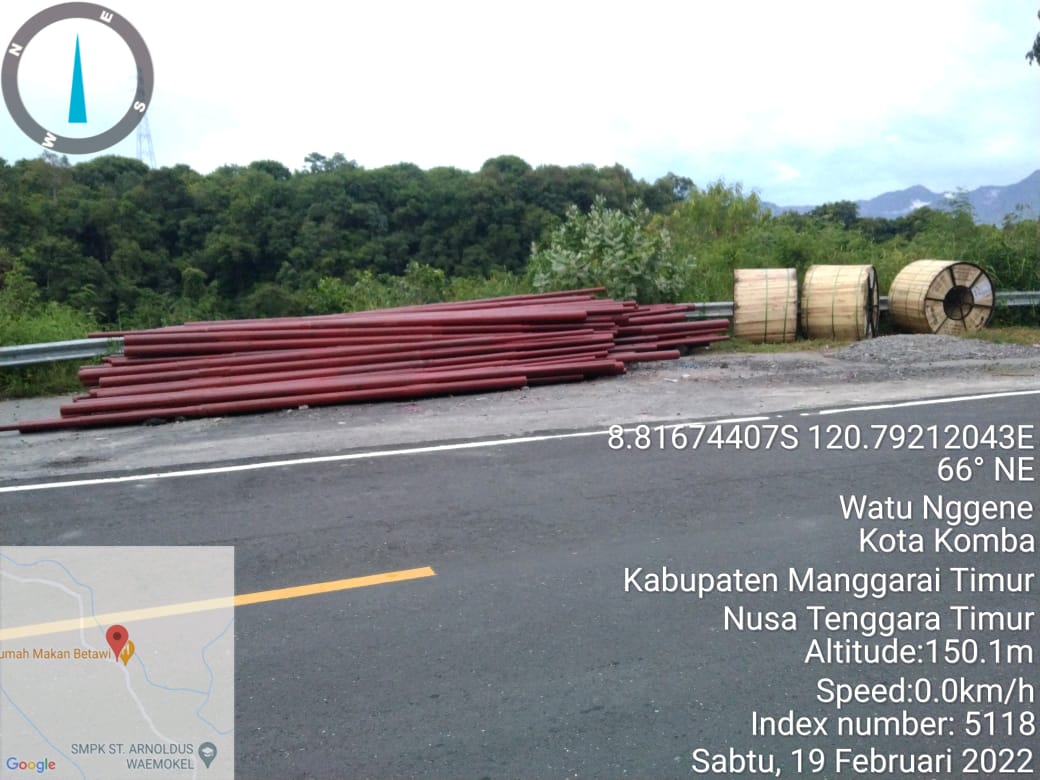 N
E
S
W
8.81674407S 120.79212043E
66° NE
Watu Nggene
Kota Komba
Kabupaten Manggarai Timur
Nusa Tenggara Timur
Altitude:150.1m
Speed:0.0km/h
Index number: 5118
Sabtu, 19 Februari 2022
umah Makan Betawi
SMPK ST. ARNOLDUS
WAEMOKEL
Google